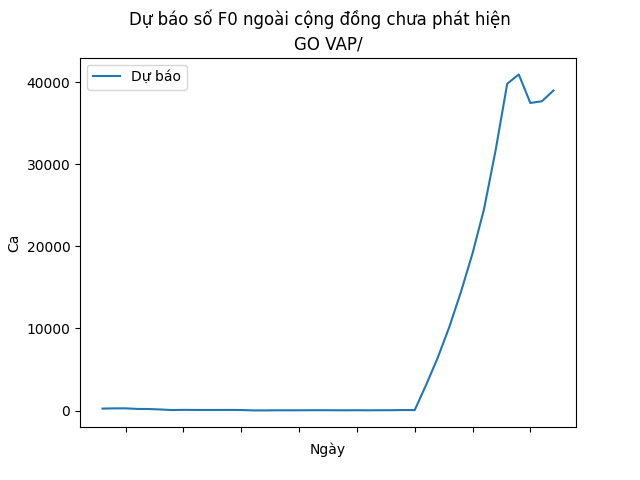 Dự báo số F0 ngoài cộng đồng chưa phát hiện
GO VAP/
Dự báo
40000
30000
20000
10000
0
Ca
Ngày